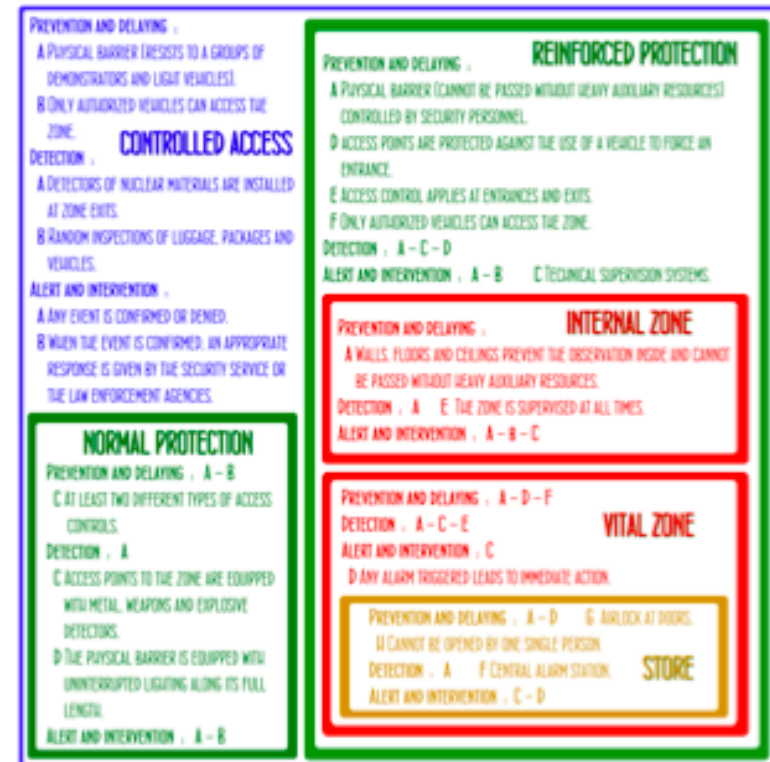 PREVENTION AND DELAYING :
A PHYSICAL BARRIER (RESISTS TO A GROUPS OF
DEMONSTRATORS AND LIGHT VEHICLES).
B ONLY AUTHORIZED VEHICLES CAN ACCESS THE
ZONE.
CONTROLLED ACCESS
DETECTION :
A DETECTORS OF NUCLEAR MATERIALS ARE INSTALLED
AT ZONE EXITS.
B RANDOM INSPECTIONS OF LUGGAGE, PACKAGES AND
VEHICLES.
ALERT AND INTERVENTION :
A ANY EVENT IS CONFIRMED OR DENIED.
B WHEN THE EVENT IS CONFIRMED, AN APPROPRIATE
RESPONSE IS GIVEN BY THE SECURITY SERVICE OR
THE LAW ENFORCEMENT AGENCIES.
NORMAL PROTECTION
PREVENTION AND DELAYING : A - B
C AT LEAST TWO DIFFERENT TYPES OF ACCESS
CONTROLS.
DETECTION : A
C ACCESS POINTS TO THE ZONE ARE EQUIPPED
WITH METAL, WEAPONS AND EXPLOSIVE
DETECTORS.
D THE PHYSICAL BARRIER IS EQUIPPED WITH
UNINTERRUPTED LIGHTING ALONG ITS FULL
LENGTH.
ALERT AND INTERVENTION : A - B
REINFORCED PROTECTION
PREVENTION AND DELAYING :
A PHYSICAL BARRIER (CANNOT BE PASSED WITHOUT HEAVY AUXILIARY RESOURCES)
CONTROLLED BY SECURITY PERSONNEL.
D ACCESS POINTS ARE PROTECTED AGAINST THE USE OF A VEHICLE TO FORCE AN
ENTRANCE.
E ACCESS CONTROL APPLIES AT ENTRANCES AND EXITS.
F ONLY AUTHORIZED VEHICLES CAN ACCESS THE ZONE.
DETECTION : A - C - D
ALERT AND INTERVENTION : A - B C TECHNICAL SUPERVISION SYSTEMS.
INTERNAL ZONE
PREVENTION AND DELAYING :
A WALLS, FLOORS AND CEILINGS PREVENT THE OBSERVATION INSIDE AND CANNOT
BE PASSED WITHOUT HEAVY AUXILIARY RESOURCES.
DETECTION : A E THE ZONE IS SUPERVISED AT ALL TIMES.
ALERT AND INTERVENTION : A - B - C
PREVENTION AND DELAYING : A - D - F
DETECTION : A - C - E
VITAL ZONE
ALERT AND INTERVENTION : C
D ANY ALARM TRIGGERED LEADS TO IMMEDIATE ACTION.
PREVENTION AND DELAYING : A - D G AIRLOCK AT DOORS.
H CANNOT BE OPENED BY ONE SINGLE PERSON.
DETECTION : A F CENTRAL ALARM STATION.
STORE
ALERT AND INTERVENTION : C - D